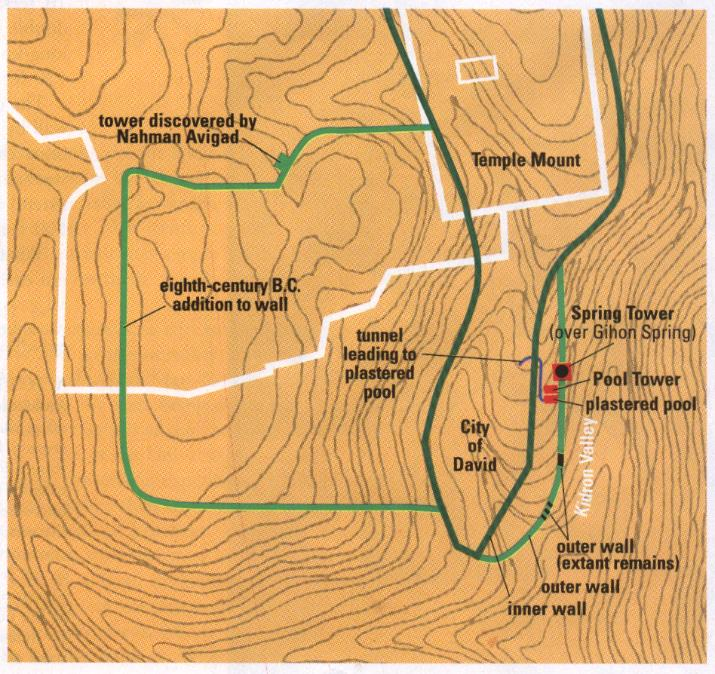 tower discovered by
Nahman Avigad
Temple Mount
eighth-century B.C.
addition to wall
Spring Tower
(over Gihon Spring)
tunnel
leading to
plastered
pool
Pool Tower
plastered pool
City
of
David
Kidron Valley
outer wall
(extant remains)
outer wall
inner wall